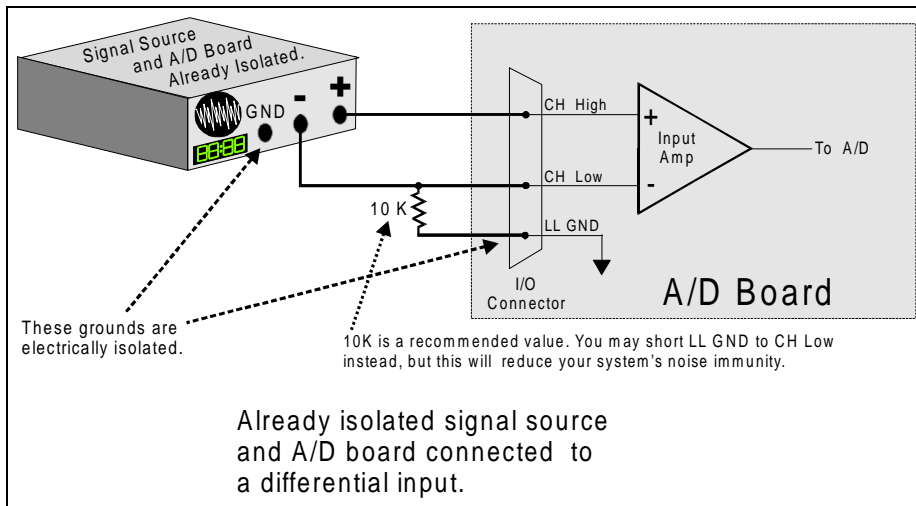 Signal Source
and A/D Board
Already Isolated.
GND
-
+
88:88
CH High
+
Input
Amp
To A/D
CH Low
-
10 K
LL GND
I/O
Connector
A/D Board
These grounds are
electrically isolated.
10K is a recommended value. You may short LL GND to CH Low
instead, but this will reduce your system's noise immunity.
Already isolated signal source
and A/D board connected to
a differential input.